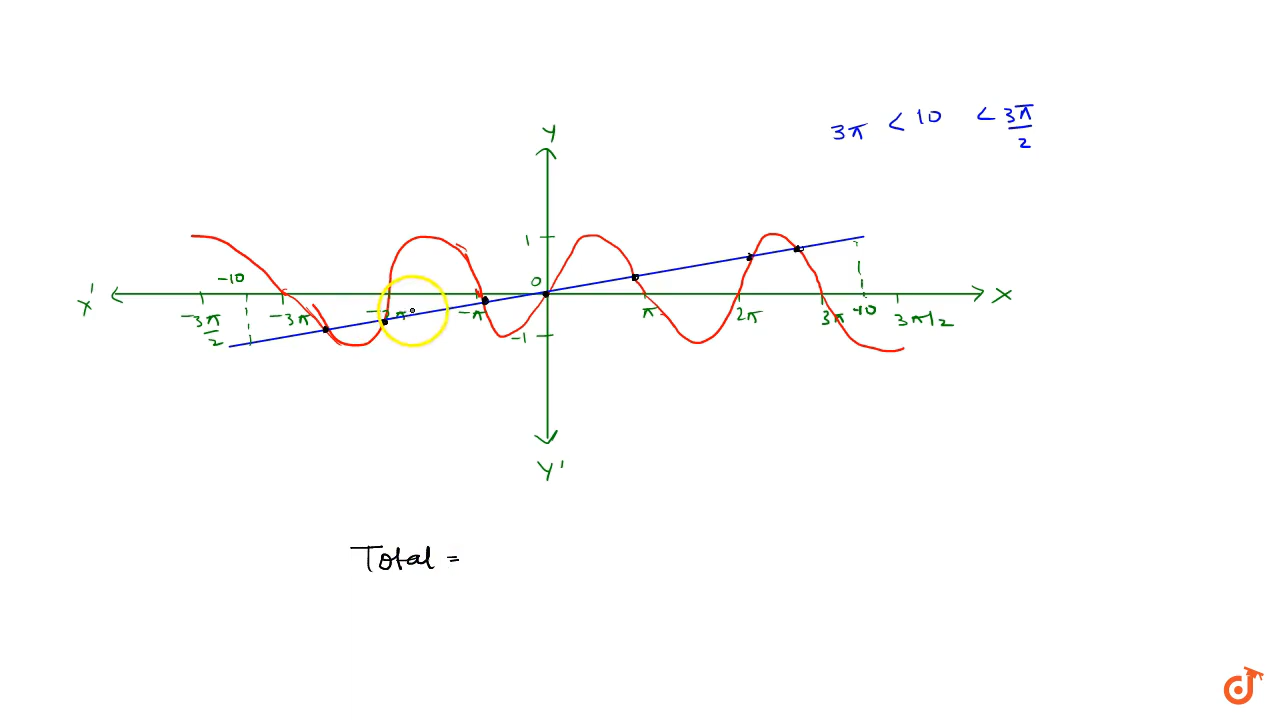 3π < 10 < 3π/2
Y
1
0
-10
X' -3π/2 -3π -2π -π π 2π 3π 10 3π/2 X
-1
Y'
Total =